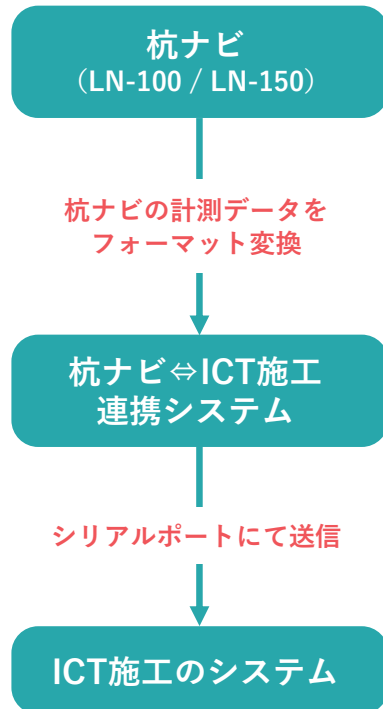 杭ナビ
（LN-100 / LN-150）
杭ナビの計測データを
フォーマット変換
杭ナビ⇔ICT施工
連携システム
シリアルポートにて送信
ICT施工のシステム